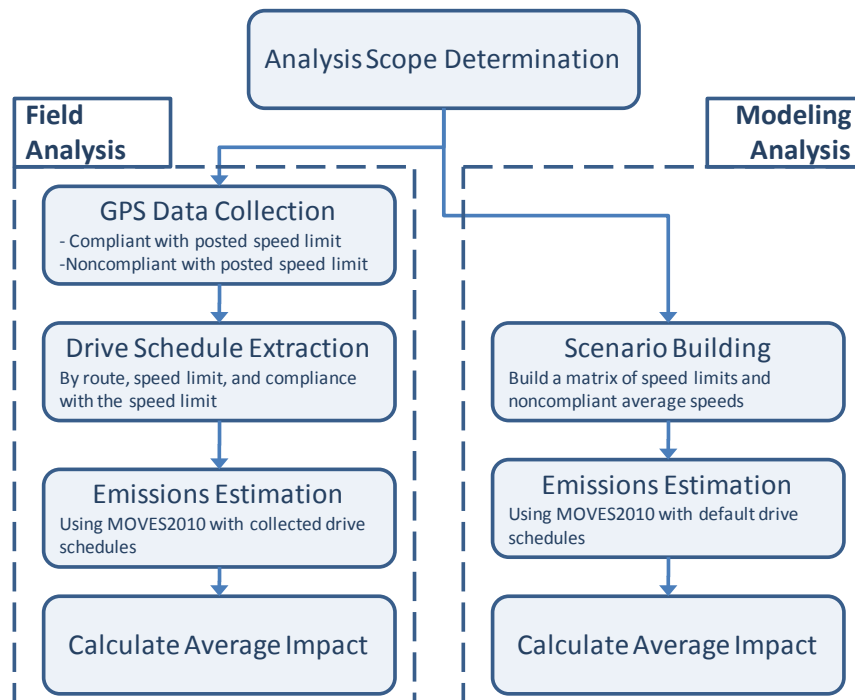 Analysis Scope Determination
Field
Analysis
GPS Data Collection
- Compliant with posted speed limit
-Noncompliant with posted speed limit
Drive Schedule Extraction
By route, speed limit, and compliance
with the speed limit
Emissions Estimation
Using MOVES2010 with collected drive
schedules
Calculate Average Impact
Modeling
Analysis
Scenario Building
Build a matrix of speed limits and
noncompliant average speeds
Emissions Estimation
Using MOVES2010 with default drive
schedules
Calculate Average Impact